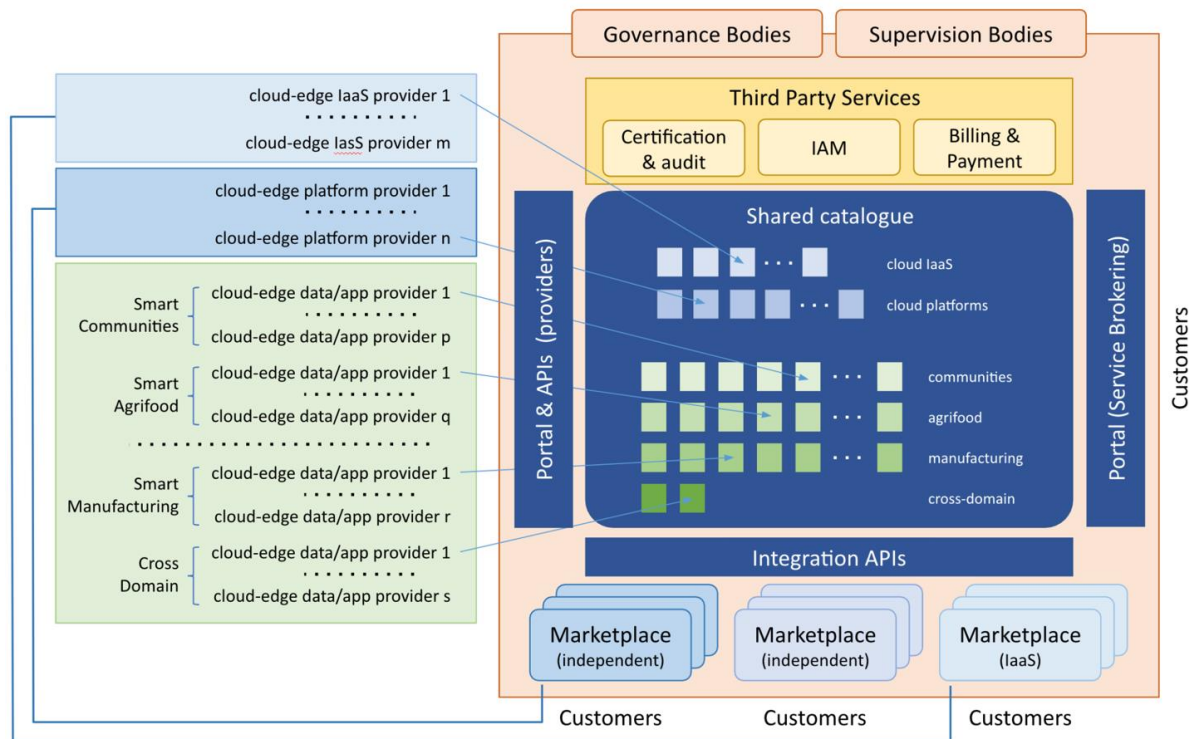 Governance Bodies
Supervision Bodies
cloud-edge IaaS provider 1
cloud-edge IasS provider m
cloud-edge platform provider 1
cloud-edge platform provider n
Smart
Communities
cloud-edge data/app provider 1
cloud-edge data/app provider p
Smart
Agrifood
cloud-edge data/app provider 1
cloud-edge data/app provider q
Smart
Manufacturing
cloud-edge data/app provider 1
cloud-edge data/app provider r
Cross
Domain
cloud-edge data/app provider 1
cloud-edge data/app provider s
Third Party Services
Certification
& audit
IAM
Billing &
Payment
Portal & APIs (providers)
Shared catalogue
cloud IaaS
cloud platforms
communities
agrifood
manufacturing
cross-domain
Portal (Service Brokering)
Customers
Integration APIs
Marketplace
(independent)
Marketplace
(independent)
Marketplace
(IaaS)
Customers
Customers
Customers